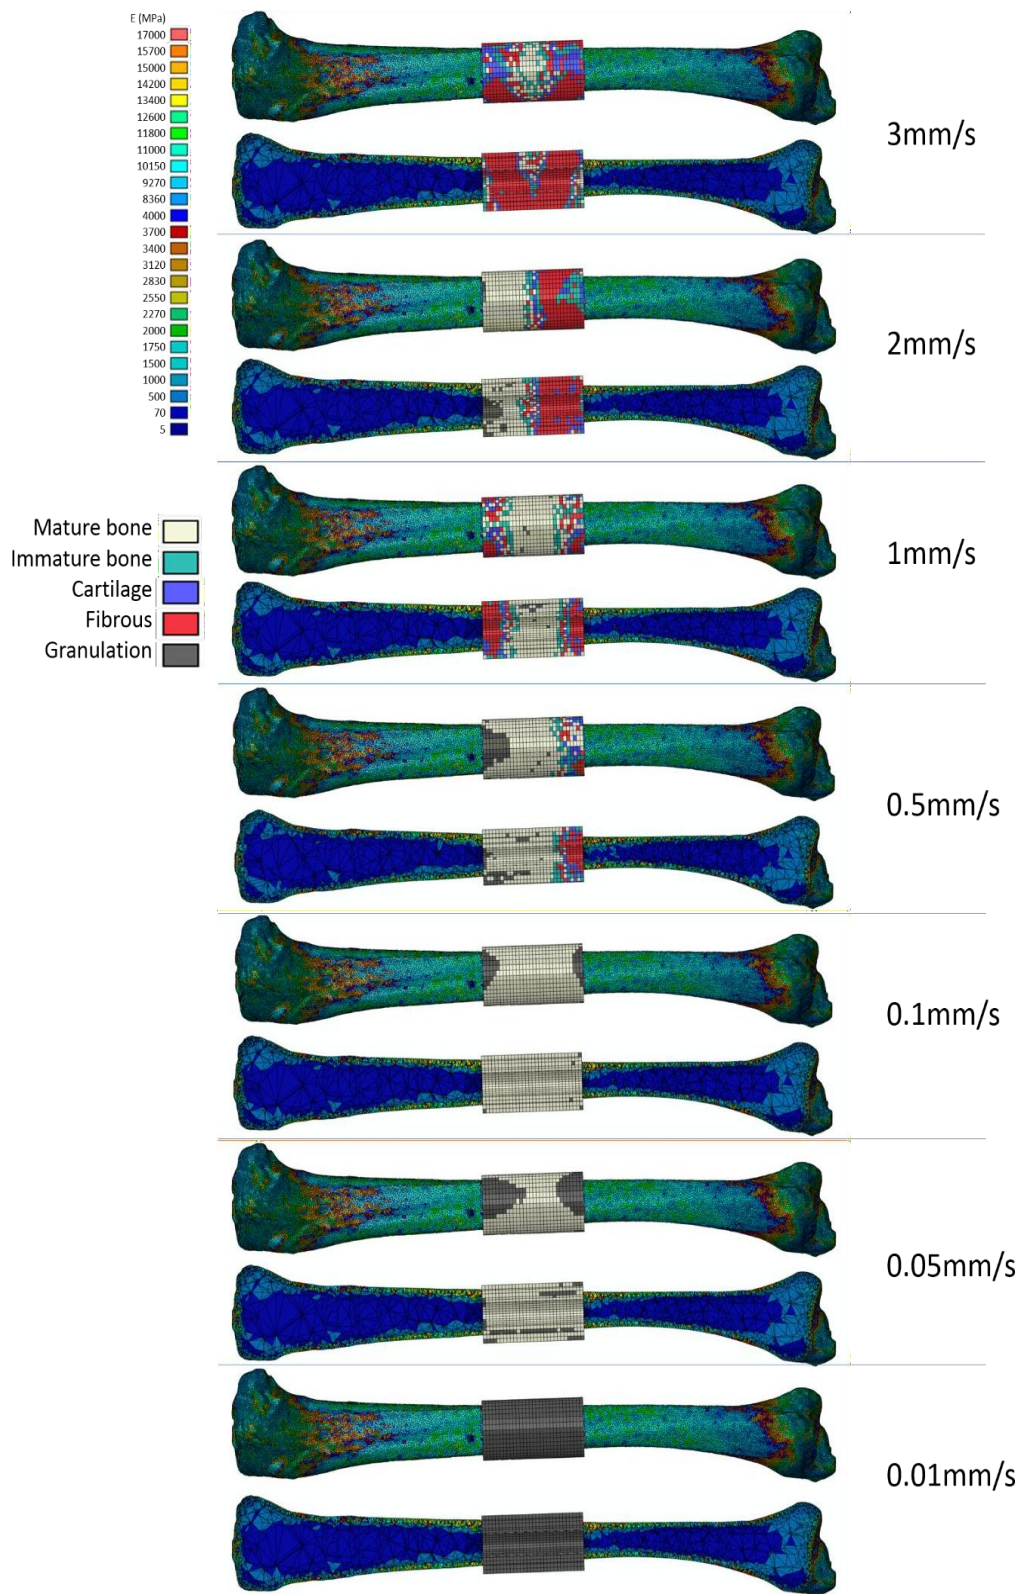 E (MPa)
17000
15700
15000
14200
13400
12600
11800
11000
10150
9270
8360
4000
3700
3400
3120
2830
2550
2270
2000
1750
1500
1000
500
70
5
3mm/s
2mm/s
Mature bone
Immature bone
Cartilage
Fibrous
Granulation
1mm/s
0.5mm/s
0.1mm/s
0.05mm/s
0.01mm/s